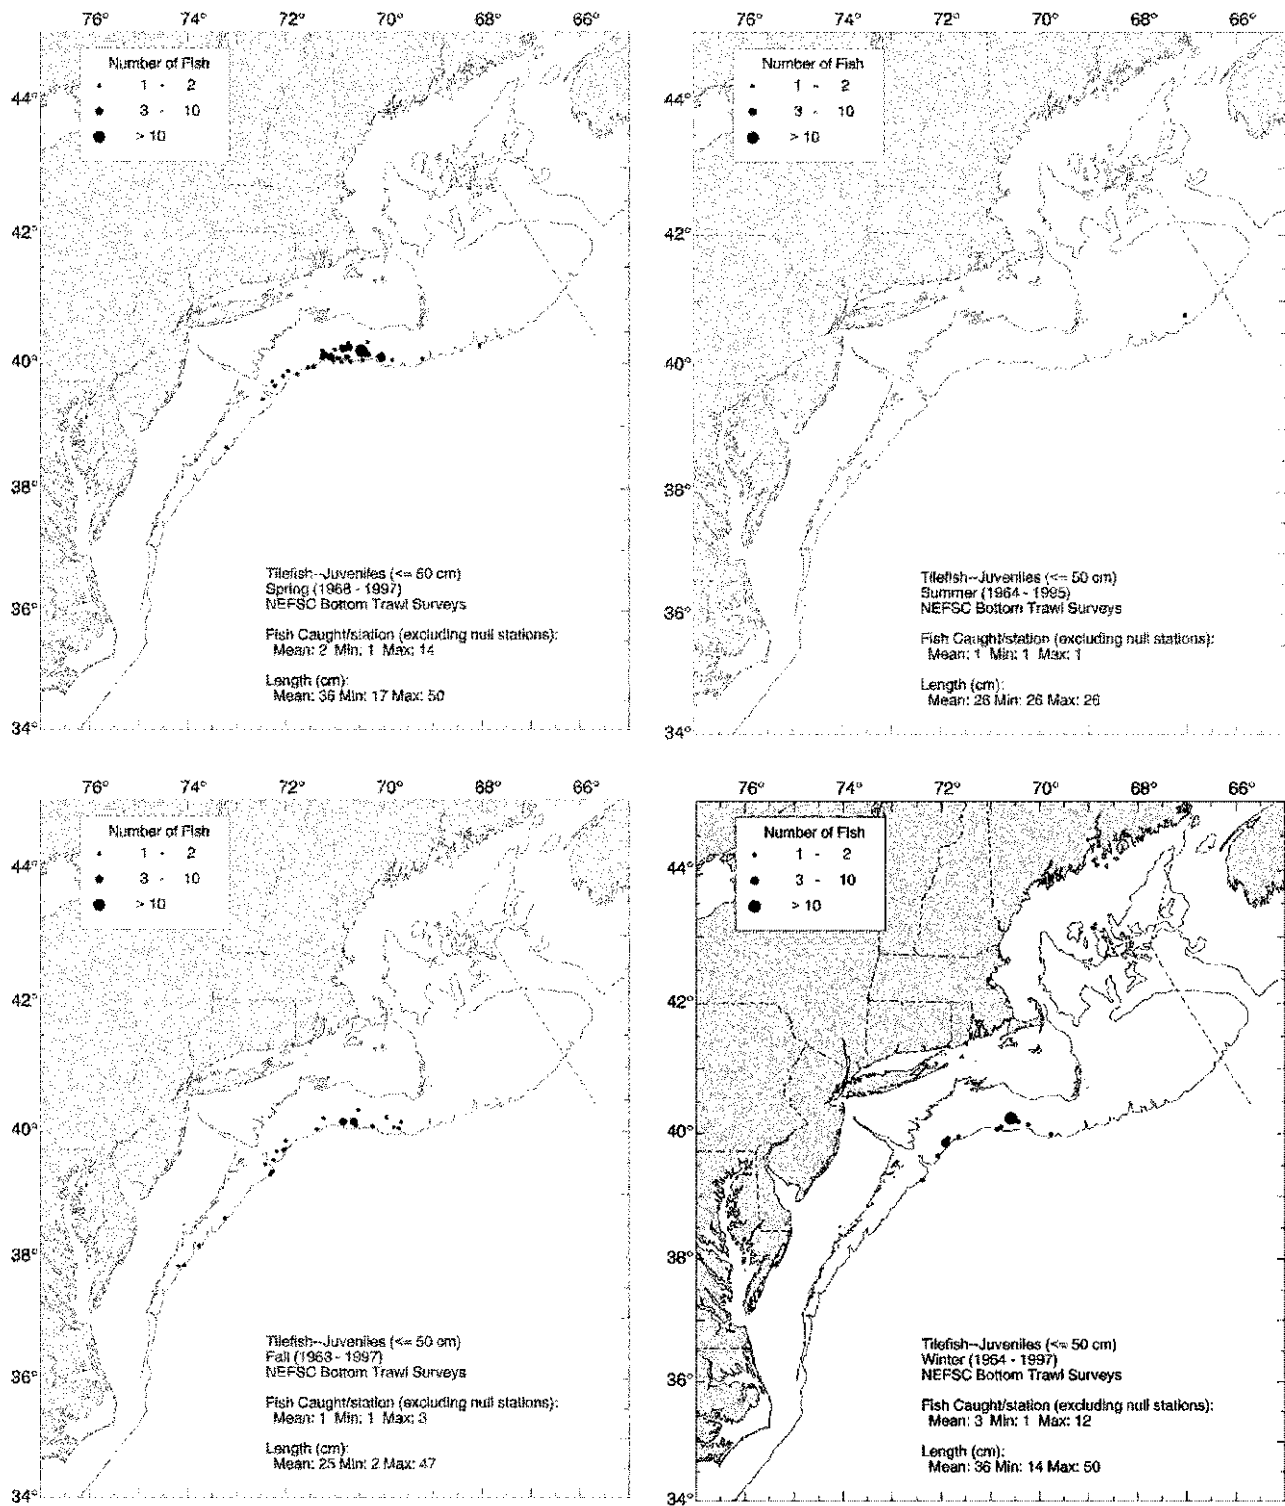 76° 74° 72° 70° 68° 66°
Number of Fish
1 - 2
3 - 10
> 10
44°
42°
40°
38°
36°
34°
Tilefish--Juveniles (<= 50 cm)
Spring (1968 - 1997)
NEFSC Bottom Trawl Surveys
Fish Caught/station (excluding null stations):
Mean: 2 Min: 1 Max: 14
Length (cm):
Mean: 36 Min: 17 Max: 50
76° 74° 72° 70° 68° 66°
Number of Fish
1 - 2
3 - 10
> 10
44°
42°
40°
38°
36°
34°
Tilefish--Juveniles (<= 50 cm)
Summer (1964 - 1995)
NEFSC Bottom Trawl Surveys
Fish Caught/station (excluding null stations):
Mean: 1 Min: 1 Max: 1
Length (cm):
Mean: 26 Min: 26 Max: 26
76° 74° 72° 70° 68° 66°
Number of Fish
1 - 2
3 - 10
> 10
44°
42°
40°
38°
36°
34°
Tilefish--Juveniles (<= 50 cm)
Fall (1963 - 1997)
NEFSC Bottom Trawl Surveys
Fish Caught/station (excluding null stations):
Mean: 1 Min: 1 Max: 3
Length (cm):
Mean: 25 Min: 2 Max: 47
76° 74° 72° 70° 68° 66°
Number of Fish
1 - 2
3 - 10
> 10
44°
42°
40°
38°
36°
34°
Tilefish--Juveniles (<= 50 cm)
Winter (1964 - 1997)
NEFSC Bottom Trawl Surveys
Fish Caught/station (excluding null stations):
Mean: 3 Min: 1 Max: 12
Length (cm):
Mean: 36 Min: 14 Max: 50